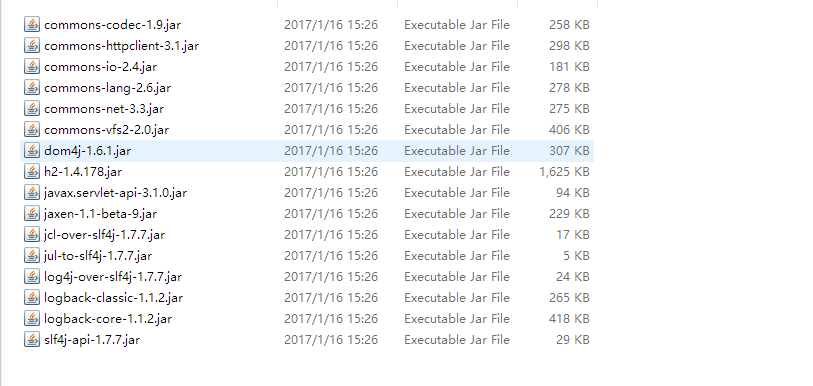 commons-codec-1.9.jar 2017/1/16 15:26 Executable Jar File 258 KB
commons-httpclient-3.1.jar 2017/1/16 15:26 Executable Jar File 298 KB
commons-io-2.4.jar 2017/1/16 15:26 Executable Jar File 181 KB
commons-lang-2.6.jar 2017/1/16 15:26 Executable Jar File 278 KB
commons-net-3.3.jar 2017/1/16 15:26 Executable Jar File 275 KB
commons-vfs2-2.0.jar 2017/1/16 15:26 Executable Jar File 406 KB
dom4j-1.6.1.jar 2017/1/16 15:26 Executable Jar File 307 KB
h2-1.4.178.jar 2017/1/16 15:26 Executable Jar File 1,625 KB
javax.servlet-api-3.1.0.jar 2017/1/16 15:26 Executable Jar File 94 KB
jaxen-1.1-beta-9.jar 2017/1/16 15:26 Executable Jar File 229 KB
jcl-over-slf4j-1.7.7.jar 2017/1/16 15:26 Executable Jar File 17 KB
jul-to-slf4j-1.7.7.jar 2017/1/16 15:26 Executable Jar File 5 KB
log4j-over-slf4j-1.7.7.jar 2017/1/16 15:26 Executable Jar File 24 KB
logback-classic-1.1.2.jar 2017/1/16 15:26 Executable Jar File 265 KB
logback-core-1.1.2.jar 2017/1/16 15:26 Executable Jar File 418 KB
slf4j-api-1.7.7.jar 2017/1/16 15:26 Executable Jar File 29 KB